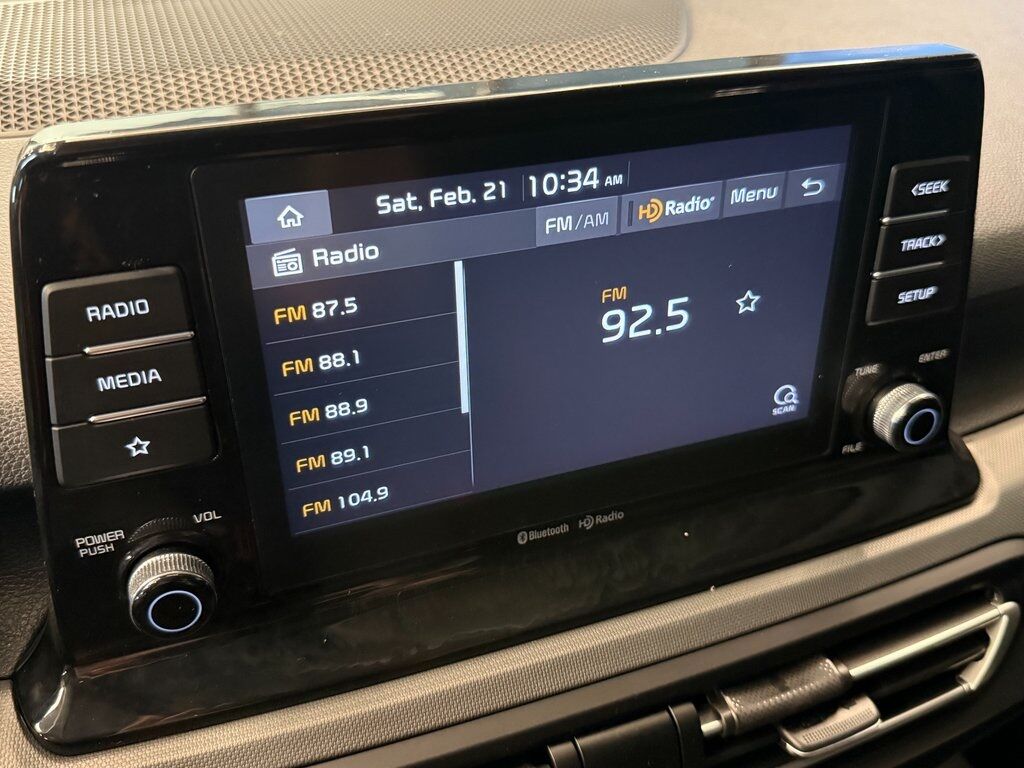 Sat, Feb. 21 10:34 AM
FM/AM HD Radio Menu
Radio
FM 87.5
FM 88.1
FM 88.9
FM 89.1
FM 104.9
FM
92.5
SCAN
RADIO
MEDIA
POWER
PUSH
VOL
<SEEK
TRACK>
SETUP
TUNE
ENTER
FILE
Bluetooth HD Radio